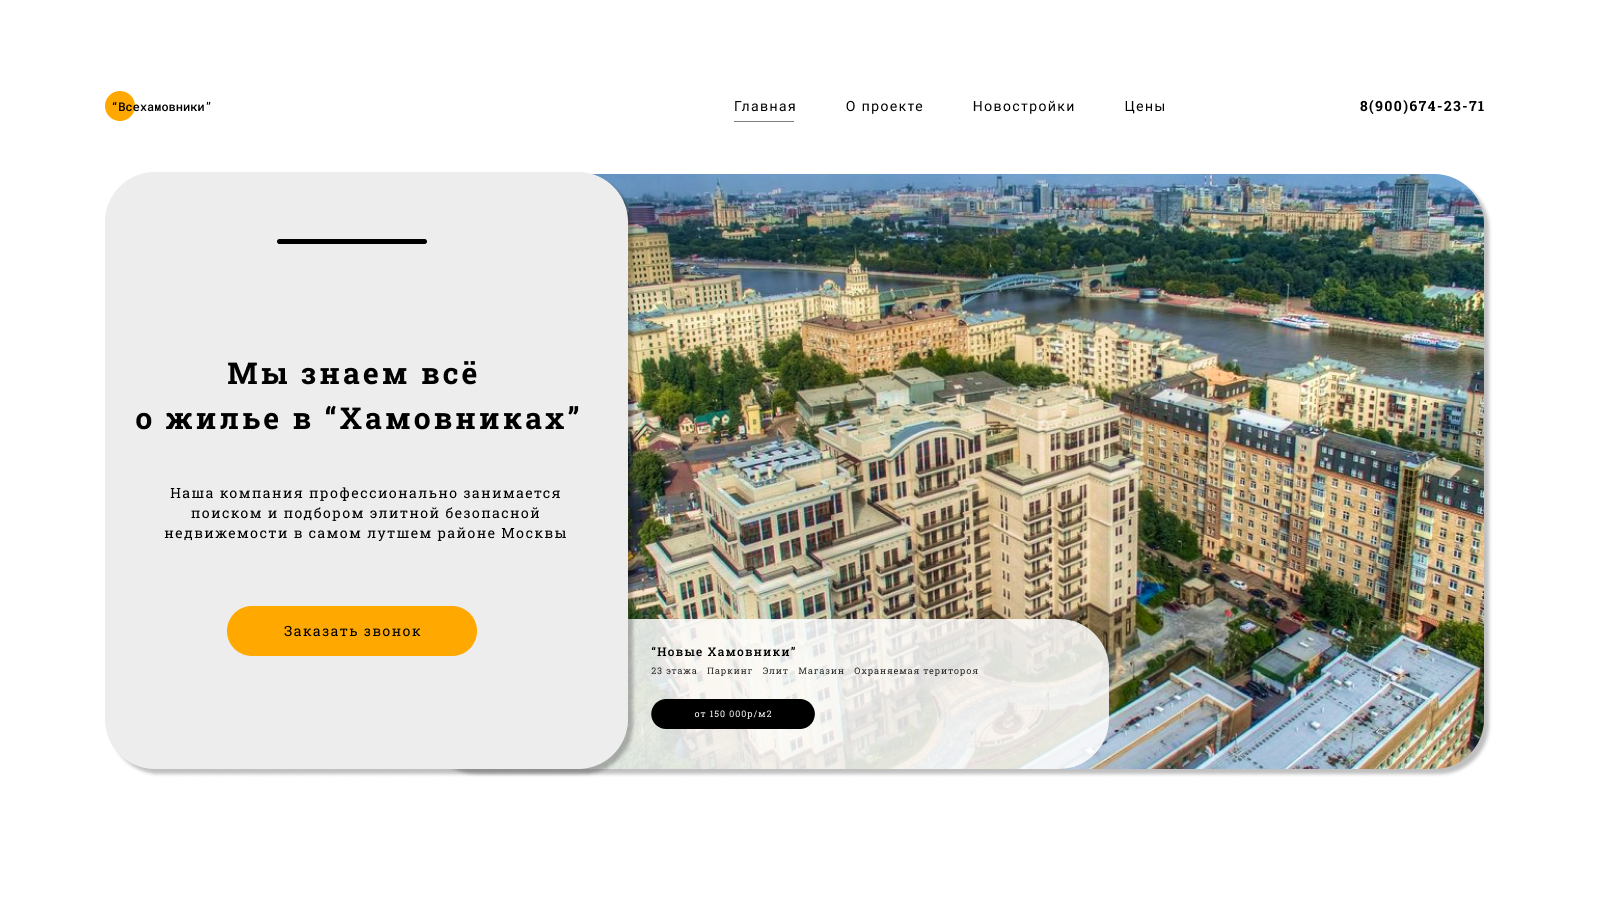 “Всехамовники”
Главная
О проекте
Новостройки
Цены
8(900)674-23-71
Мы знаем всё
о жилье в “Хамовниках”
Наша компания профессионально занимается
поиском и подбором элитной безопасной
недвижемости в самом лутшем районе Москвы
Заказать звонок
“Новые Хамовники”
23 этажа Паркинг Элит Магазин Охраняемая територоя
от 150 000р/м2